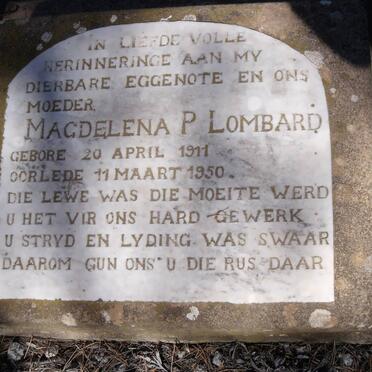 IN LIEFDE VOLLE
HERINNERINGE AAN MY
DIERBARE EGGENOTE EN ONS
MOEDER,
MAGDELENA P LOMBARD
GEBORE 20 APRIL 1911
OORLEDE 11 MAART 1950.
DIE LEWE WAS DIE MOEITE WERD
U HET VIR ONS HARD GEWERK
U STRYD EN LYDING WAS SWAAR
DAAROM GUN ONS U DIE RUS DAAR